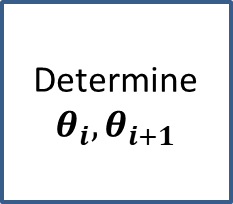 Determine
θᵢ, θᵢ₊₁